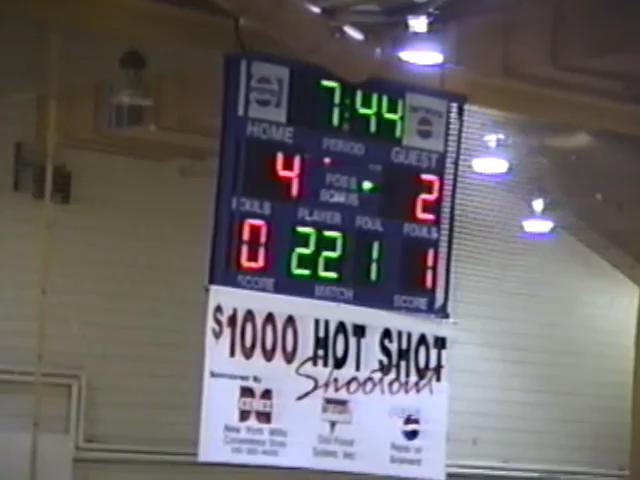 7:44
HOME PERIOD GUEST
4 POSS 2
BONUS
FOULS PLAYER FOUL FOULS
0 22 1 1
SCORE MATCH SCORE
$1000 HOT SHOT
Shootout
Sponsored By
New York Mills